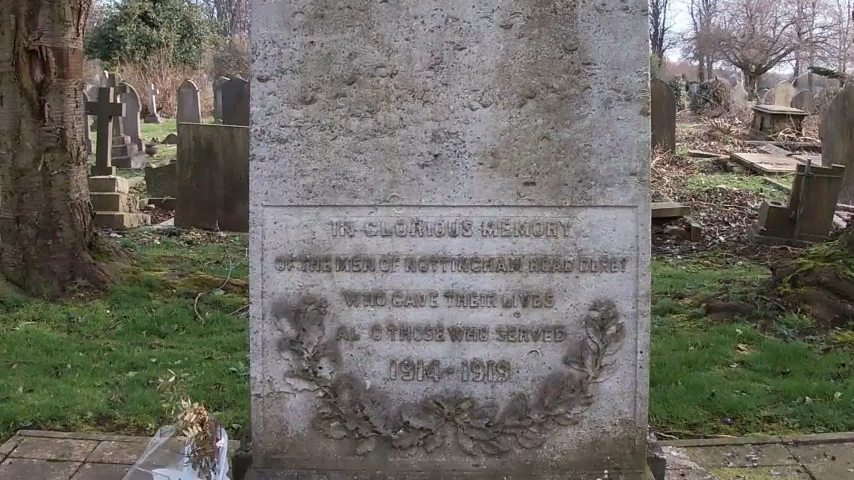 IN GLORIOUS MEMORY
OF THE MEN OF NOTTINGHAM ROAD DERBY
WHO GAVE THEIR LIVES
ALSO THOSE WHO SERVED
1914-1919